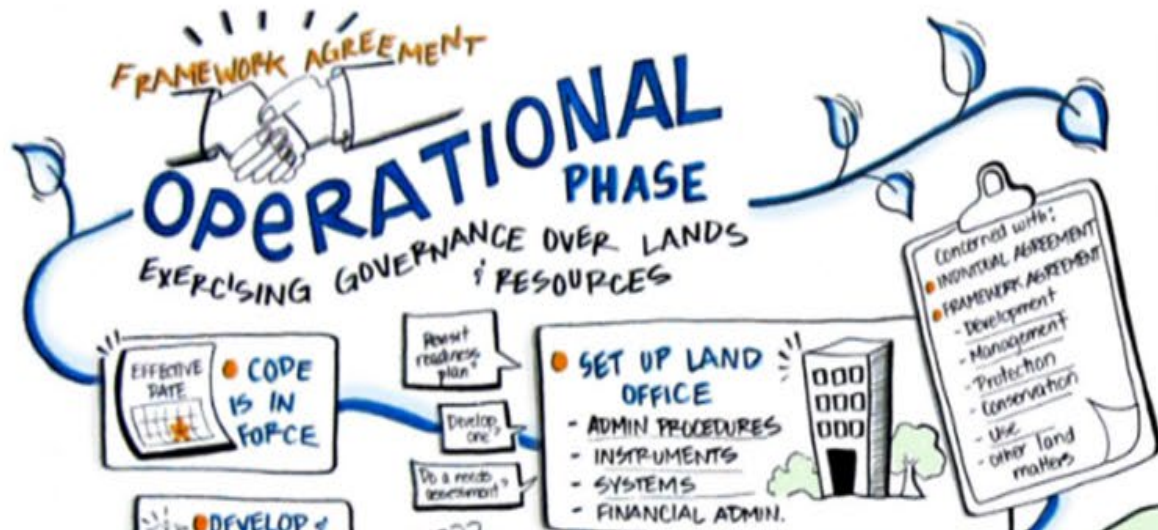 FRAMEWORK AGREEMENT
OPERATIONAL
PHASE
EXERCISING GOVERNANCE OVER LANDS
& RESOURCES
EFFECTIVE
DATE
CODE
IS IN
FORCE
Revisit
readiness
plan?
Develop
one?
Do a needs
assessment?
SET UP LAND
OFFICE
- ADMIN PROCEDURES
- INSTRUMENTS
- SYSTEMS
- FINANCIAL ADMIN.
Concerned with:
INDIVIDUAL AGREEMENT
FRAMEWORK AGREEMENT
- Development
- Management
- Protection
- Conservation
- Use
- other land
matters
DEVELOP &